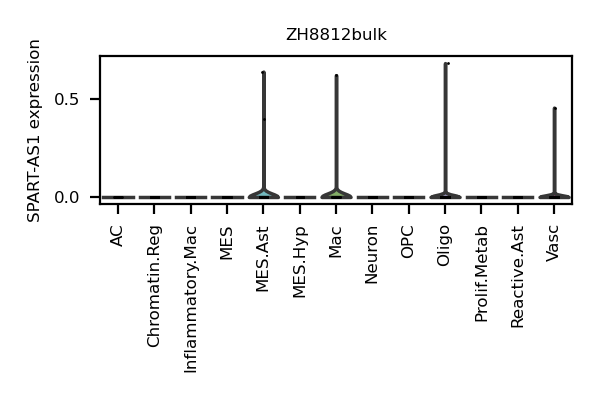 ZH8812bulk
SPART-AS1 expression
0.5
0.0
AC
Chromatin.Reg
Inflammatory.Mac
MES
MES.Ast
MES.Hyp
Mac
Neuron
OPC
Oligo
Prolif.Metab
Reactive.Ast
Vasc